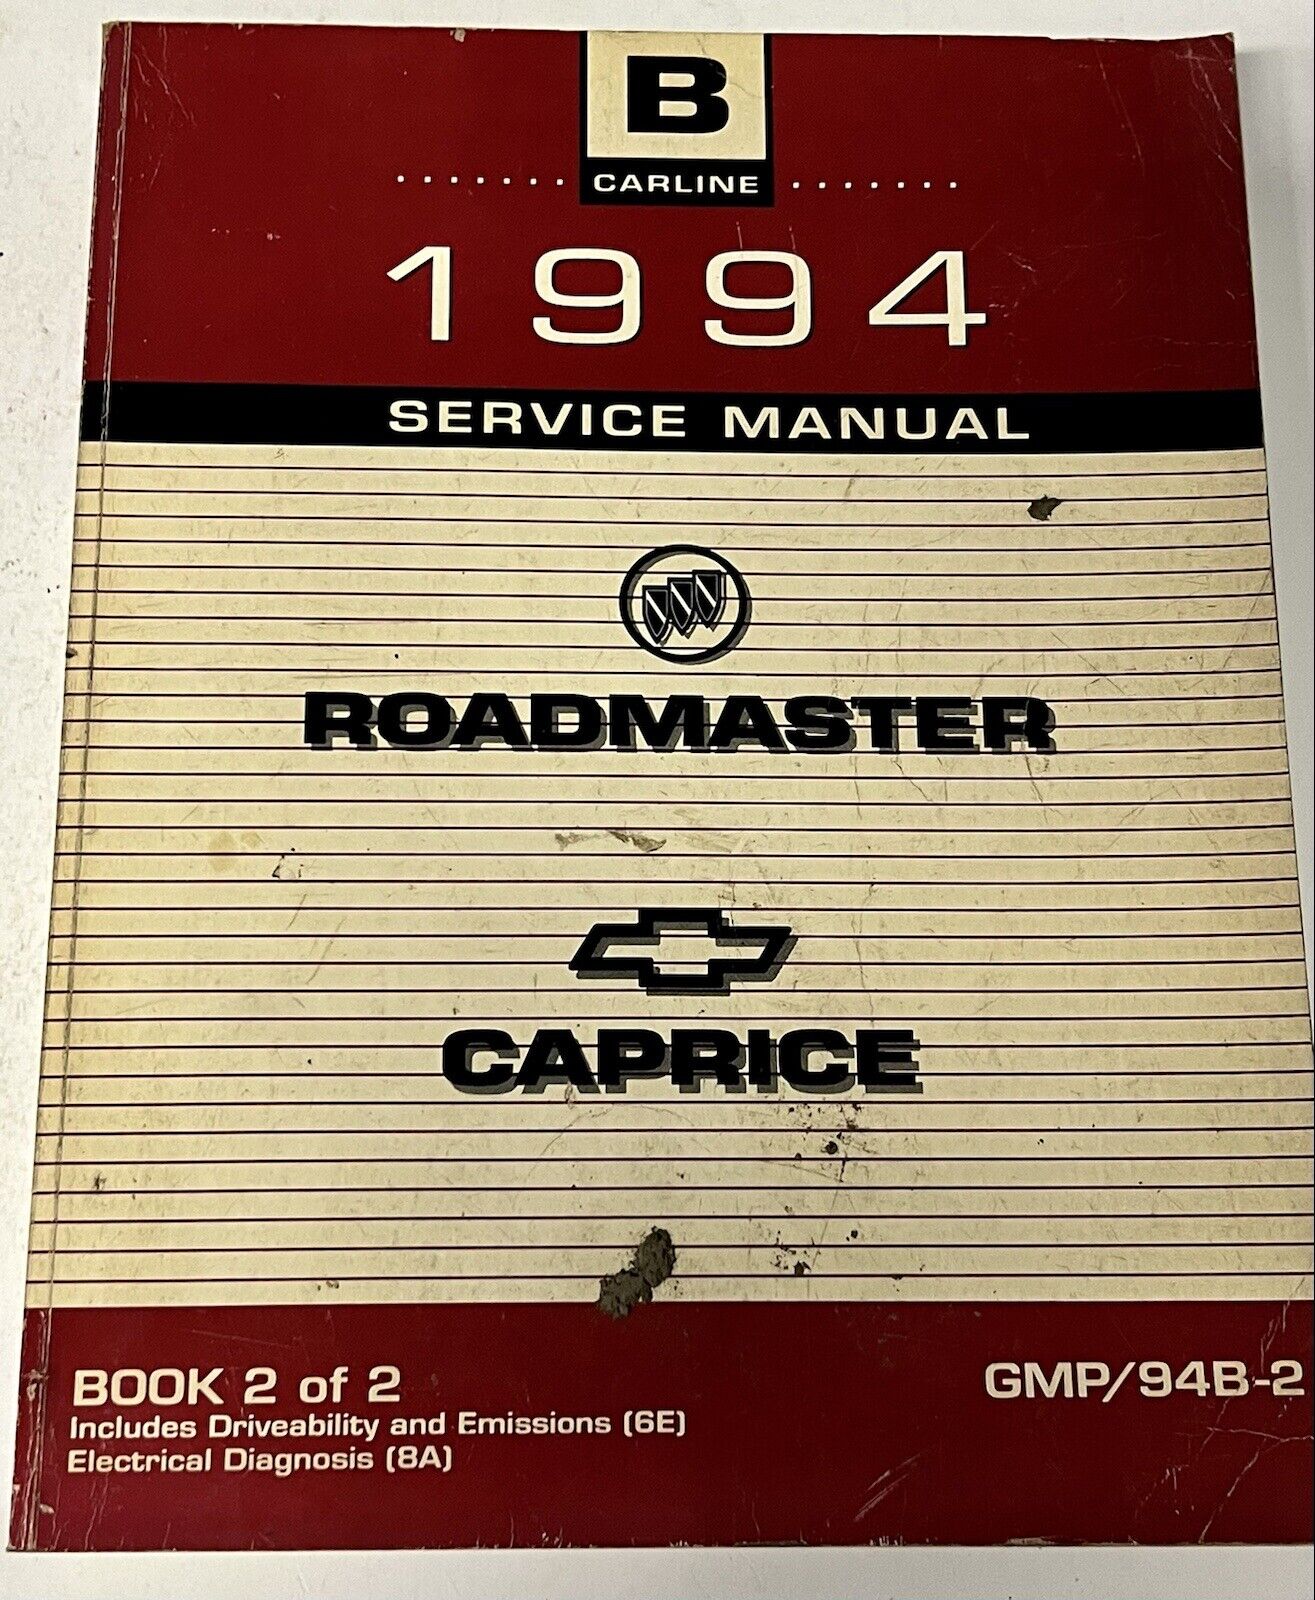 B
CARLINE
1994
SERVICE MANUAL
ROADMASTER
CAPRICE
BOOK 2 of 2
GMP/94B-2
Includes Driveability and Emissions (6E)
Electrical Diagnosis (8A)